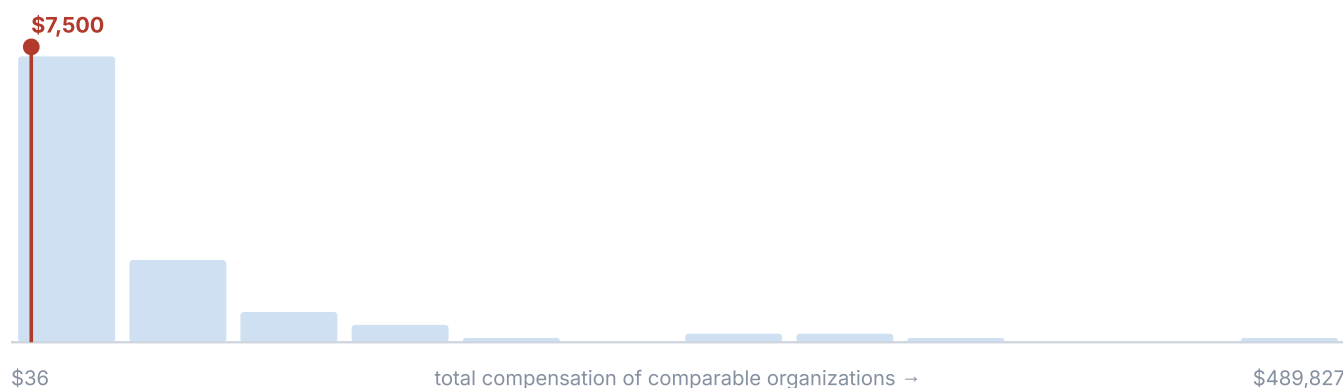 $7,500
$36 total compensation of comparable organizations → $489,827